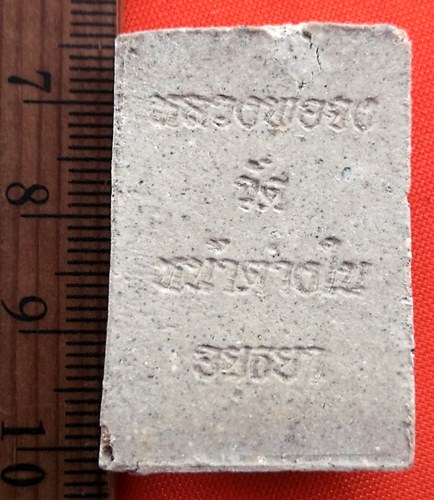 หลวงพ่อจง
วัด
หน้าต่างใน
อยุธยา
7
8
9
10